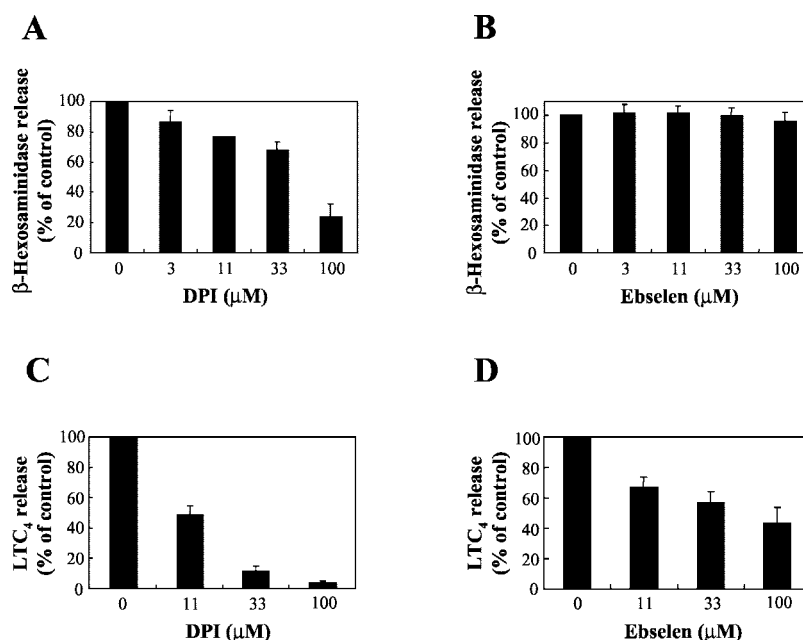 A
β-Hexosaminidase release
(% of control)
100
80
60
40
20
0
0 3 11 33 100
DPI (μM)
B
β-Hexosaminidase release
(% of control)
100
80
60
40
20
0
0 3 11 33 100
Ebselen (μM)
C
LTC₄ release
(% of control)
100
80
60
40
20
0
0 11 33 100
DPI (μM)
D
LTC₄ release
(% of control)
100
80
60
40
20
0
0 11 33 100
Ebselen (μM)